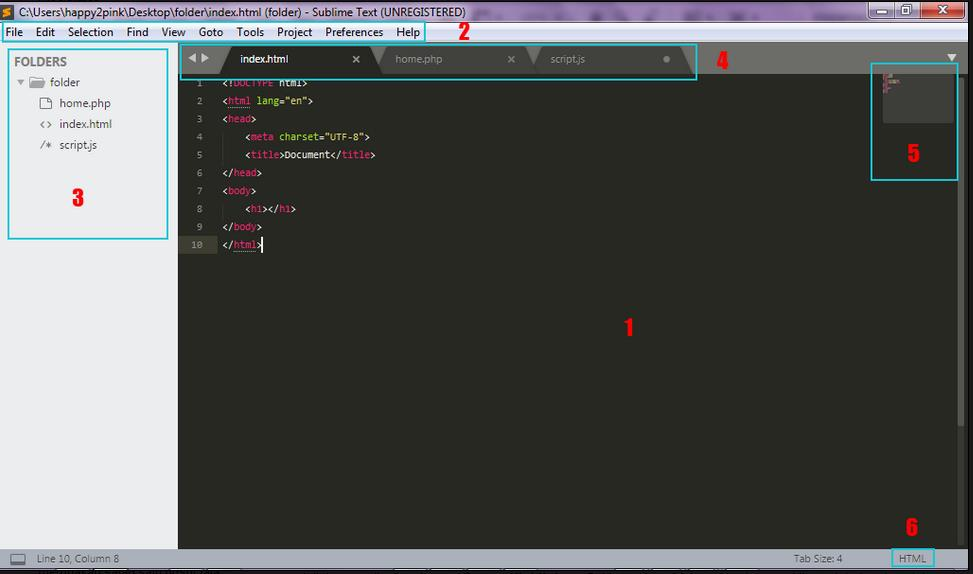 C:\Users\happy2pink\Desktop\folder\index.html (folder) - Sublime Text (UNREGISTERED)
File Edit Selection Find View Goto Tools Project Preferences Help
2
FOLDERS
folder
home.php
<> index.html
/* script.js
3
index.html × home.php × script.js
4
1 <!DOCTYPE html>
2 <html lang="en">
3 <head>
4 <meta charset="UTF-8">
5 <title>Document</title>
6 </head>
7 <body>
8 <h1></h1>
9 </body>
10 </html>
5
1
6
Line 10, Column 8 Tab Size: 4 HTML